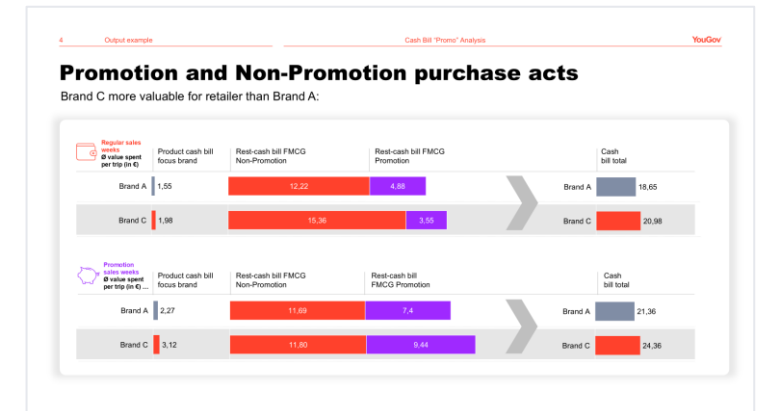 4 Output example Cash Bill "Promo" Analysis YouGov
Promotion and Non-Promotion purchase acts
Brand C more valuable for retailer than Brand A:
Regular sales
weeks
Ø value spent
per trip (in €)
Product cash bill
focus brand
Rest-cash bill FMCG
Non-Promotion
Rest-cash bill FMCG
Promotion
Cash
bill total
Brand A 1,55 12,22 4,88 Brand A 18,65
Brand C 1,98 15,36 3,55 Brand C 20,98
Promotion
sales weeks
Ø value spent
per trip (in €) ...
Product cash bill
focus brand
Rest-cash bill FMCG
Non-Promotion
Rest-cash bill
FMCG Promotion
Cash
bill total
Brand A 2,27 11,69 7,4 Brand A 21,36
Brand C 3,12 11,80 9,44 Brand C 24,36